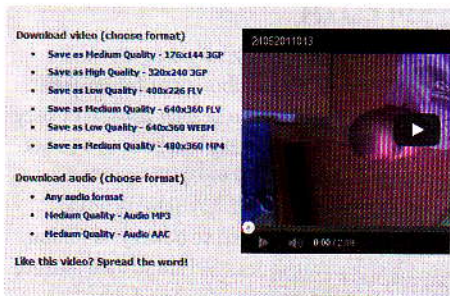 Download video (choose format)
• Save as Medium Quality - 176x144 3GP
• Save as High Quality - 320x240 3GP
• Save as Low Quality - 400x226 FLV
• Save as Medium Quality - 640x360 FLV
• Save as Low Quality - 640x360 WEBM
• Save as Medium Quality - 480x360 MP4
Download audio (choose format)
• Any audio format
• Medium Quality - Audio MP3
• Medium Quality - Audio AAC
Like this video? Spread the word!
0:00 /